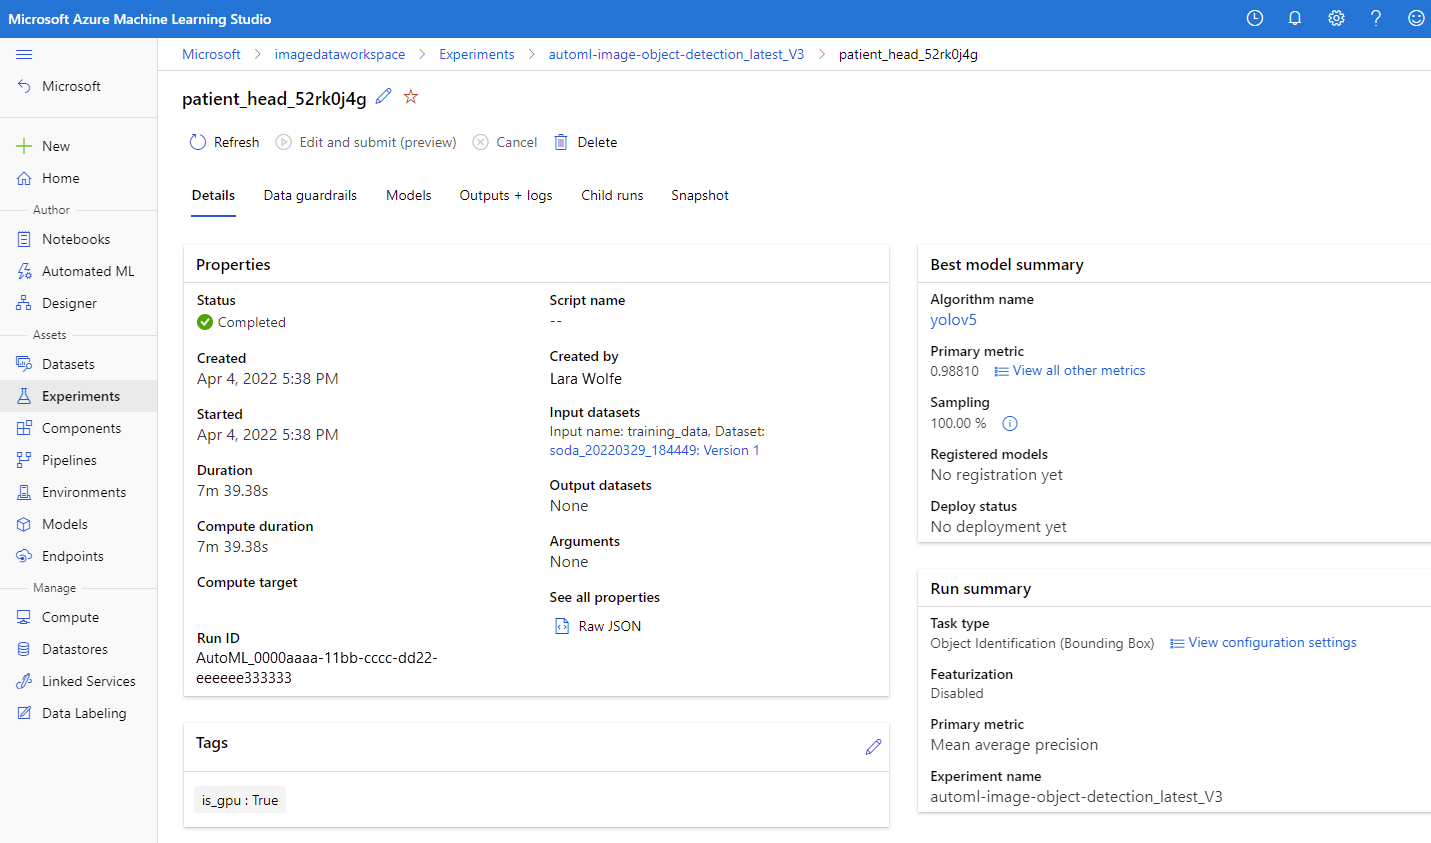 Microsoft Azure Machine Learning Studio
Microsoft
New
Home
Author
Notebooks
Automated ML
Designer
Assets
Datasets
Experiments
Components
Pipelines
Environments
Models
Endpoints
Manage
Compute
Datastores
Linked Services
Data Labeling
Microsoft > imagedataworkspace > Experiments > automl-image-object-detection_latest_V3 > patient_head_52rk0j4g
patient_head_52rk0j4g
Refresh Edit and submit (preview) Cancel Delete
Details Data guardrails Models Outputs + logs Child runs Snapshot
Properties
Status
Completed
Created
Apr 4, 2022 5:38 PM
Started
Apr 4, 2022 5:38 PM
Duration
7m 39.38s
Compute duration
7m 39.38s
Compute target
Run ID
AutoML_0000aaaa-11bb-cccc-dd22-
eeeeee333333
Script name
--
Created by
Lara Wolfe
Input datasets
Input name: training_data, Dataset:
soda_20220329_184449: Version 1
Output datasets
None
Arguments
None
See all properties
Raw JSON
Tags
is_gpu : True
Best model summary
Algorithm name
yolov5
Primary metric
0.98810 View all other metrics
Sampling
100.00 %
Registered models
No registration yet
Deploy status
No deployment yet
Run summary
Task type
Object Identification (Bounding Box) View configuration settings
Featurization
Disabled
Primary metric
Mean average precision
Experiment name
automl-image-object-detection_latest_V3